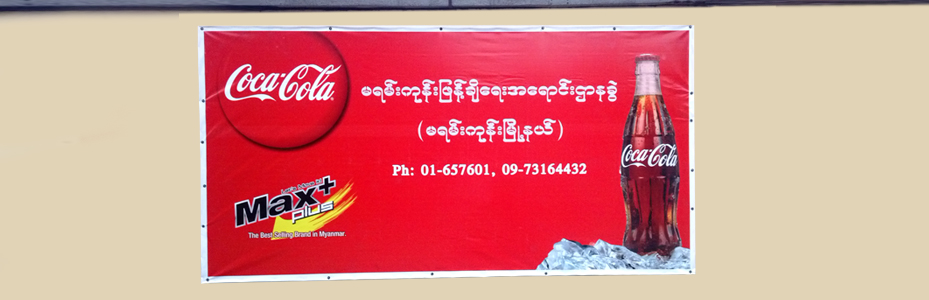 Coca-Cola
မရမ်းကုန်းဖြန့်ချိရေးအရောင်းဌာနခွဲ
(မရမ်းကုန်းမြို့နယ်)
Ph: 01-657601, 09-73164432
Coca-Cola
Max+
plus
The Best Selling Brand in Myanmar.